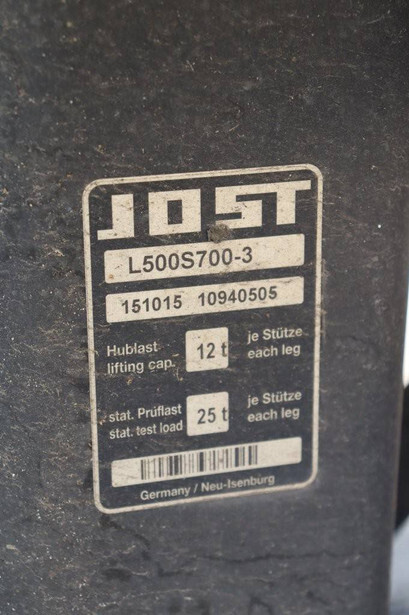 JOST
L500S700-3
151015 10940505
Hublast 12 t je Stütze
lifting cap. each leg
stat. Prüflast 25 t je Stütze
stat. test load each leg
Germany / Neu-Isenburg